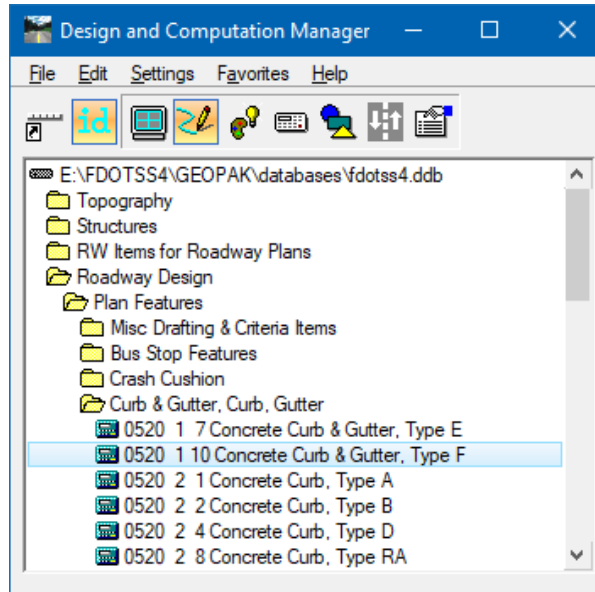 Design and Computation Manager
File Edit Settings Favorites Help
id
E:\FDOTSS4\GEOPAK\databases\fdotss4.ddb
Topography
Structures
RW Items for Roadway Plans
Roadway Design
Plan Features
Misc Drafting & Criteria Items
Bus Stop Features
Crash Cushion
Curb & Gutter, Curb, Gutter
0520 1 7 Concrete Curb & Gutter, Type E
0520 1 10 Concrete Curb & Gutter, Type F
0520 2 1 Concrete Curb, Type A
0520 2 2 Concrete Curb, Type B
0520 2 4 Concrete Curb, Type D
0520 2 8 Concrete Curb, Type RA